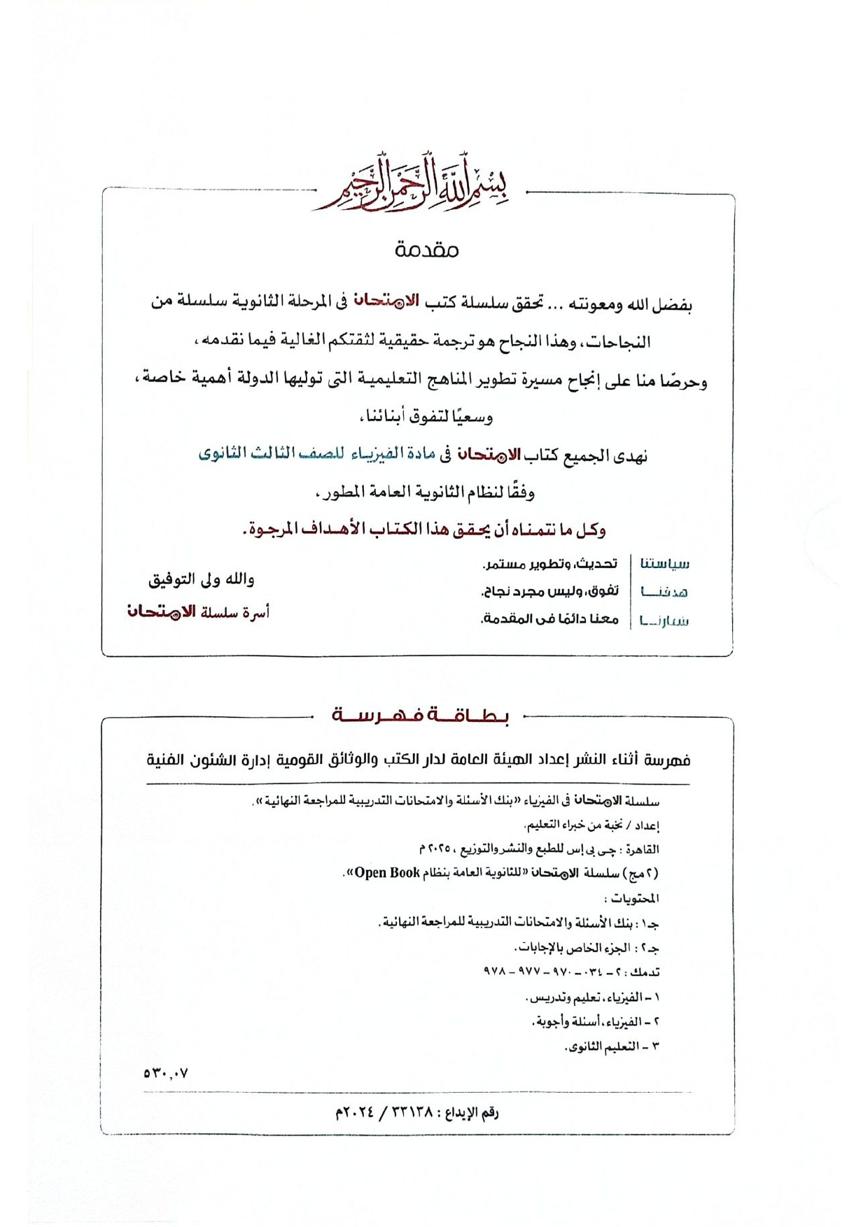 بسم الله الرحمن الرحيم
مقدمة
بفضل الله ومعونته ... تحقق سلسلة كتب الامتحان فى المرحلة الثانوية سلسلة من
النجاحات، وهذا النجاح هو ترجمة حقيقية لثقتكم الغالية فيما نقدمه،
وحرصًا منا على إنجاح مسيرة تطوير المناهج التعليمية التى توليها الدولة أهمية خاصة،
وسعيًا لتفوق أبنائنا،
نهدى الجميع كتاب الامتحان فى مادة الفيزياء للصف الثالث الثانوى
وفقًا لنظام الثانوية العامة المطور،
وكل ما نتمناه أن يحقق هذا الكتاب الأهداف المرجوة.
سياستنا تحديث، وتطوير مستمر.
هدفنا تفوق، وليس مجرد نجاح.
شعارنا معنا دائمًا فى المقدمة.
والله ولى التوفيق
أسرة سلسلة الامتحان
بطاقة فهرسة
فهرسة أثناء النشر إعداد الهيئة العامة لدار الكتب والوثائق القومية إدارة الشئون الفنية
سلسلة الامتحان فى الفيزياء «بنك الأسئلة والامتحانات التدريبية للمراجعة النهائية».
إعداد / نخبة من خبراء التعليم.
القاهرة : جى بى إس للطبع والنشر والتوزيع ، ٢٠٢٥ م
(٢ مج) سلسلة الامتحان «للثانوية العامة بنظام Open Book».
المحتويات :
جـ١ : بنك الأسئلة والامتحانات التدريبية للمراجعة النهائية.
جـ٢ : الجزء الخاص بالإجابات.
تدمك : ٢ - ٠٣٤ - ٩٧٠ - ٩٧٧ - ٩٧٨
١ - الفيزياء، تعليم وتدريس.
٢ - الفيزياء، أسئلة وأجوبة.
٣ - التعليم الثانوى.
٥٣٠,٠٧
رقم الإيداع : ٣٣١٣٨ / ٢٠٢٤م